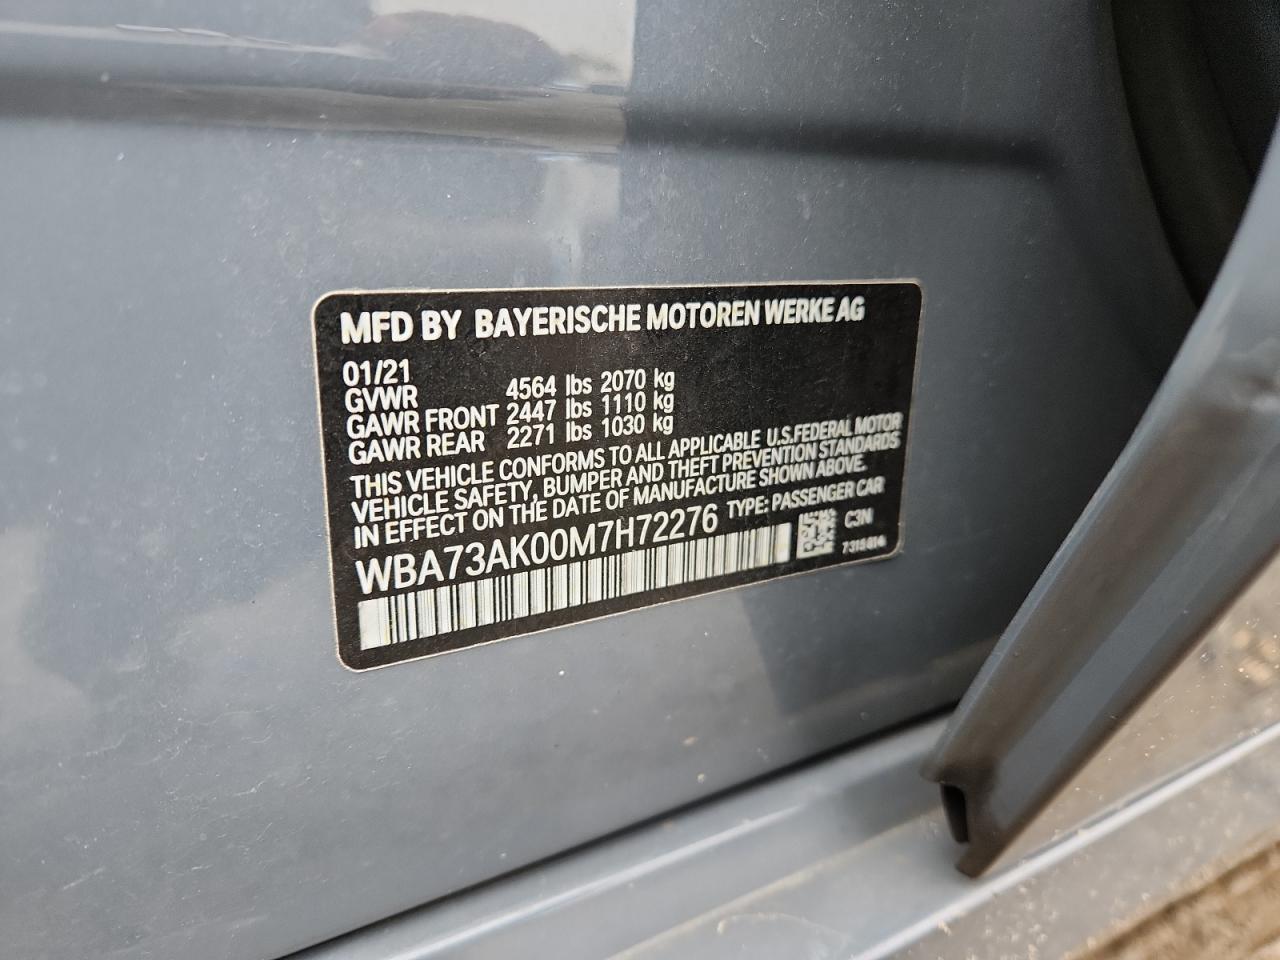 MFD BY BAYERISCHE MOTOREN WERKE AG
01/21
GVWR 4564 lbs 2070 kg
GAWR FRONT 2447 lbs 1110 kg
GAWR REAR 2271 lbs 1030 kg
THIS VEHICLE CONFORMS TO ALL APPLICABLE U.S.FEDERAL MOTOR
VEHICLE SAFETY, BUMPER AND THEFT PREVENTION STANDARDS
IN EFFECT ON THE DATE OF MANUFACTURE SHOWN ABOVE.
WBA73AK00M7H72276 TYPE: PASSENGER CAR
C3N
7315414